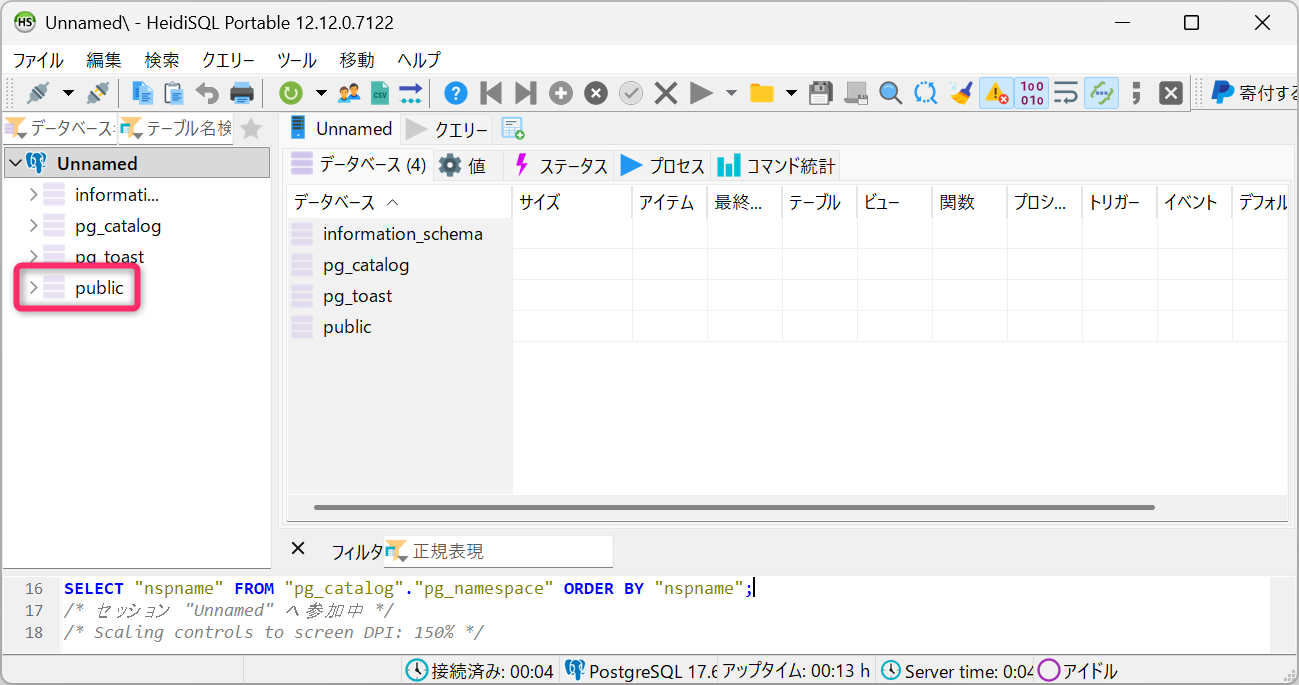 HS Unnamed\ - HeidiSQL Portable 12.12.0.7122
ファイル 編集 検索 クエリー ツール 移動 ヘルプ
CSV ? 100 010 ; 寄付する
データベース テーブル名検 Unnamed クエリー
Unnamed
informati...
pg_catalog
pg_toast
public
データベース (4) 値 ステータス プロセス コマンド統計
データベース サイズ アイテム 最終... テーブル ビュー 関数 プロシ... トリガー イベント デフォル
information_schema
pg_catalog
pg_toast
public
フィルタ 正規表現
16 SELECT "nspname" FROM "pg_catalog"."pg_namespace" ORDER BY "nspname";
17 /* セッション "Unnamed" へ参加中 */
18 /* Scaling controls to screen DPI: 150% */
接続済み: 00:04 PostgreSQL 17.6 アップタイム: 00:13 h Server time: 0:04 アイドル